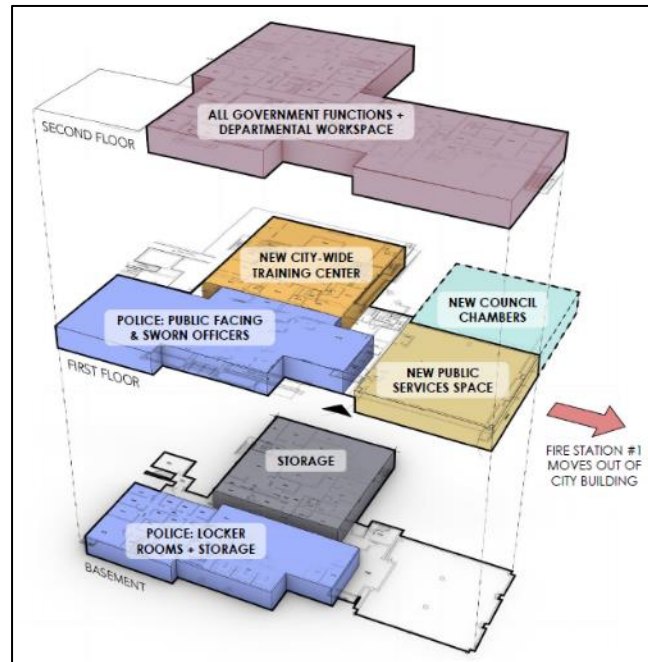 ALL GOVERNMENT FUNCTIONS +
DEPARTMENTAL WORKSPACE
SECOND FLOOR
NEW CITY-WIDE
TRAINING CENTER
NEW COUNCIL
CHAMBERS
POLICE: PUBLIC FACING
& SWORN OFFICERS
NEW PUBLIC
SERVICES SPACE
FIRST FLOOR
FIRE STATION #1
MOVES OUT OF
CITY BUILDING
STORAGE
POLICE: LOCKER
ROOMS + STORAGE
BASEMENT